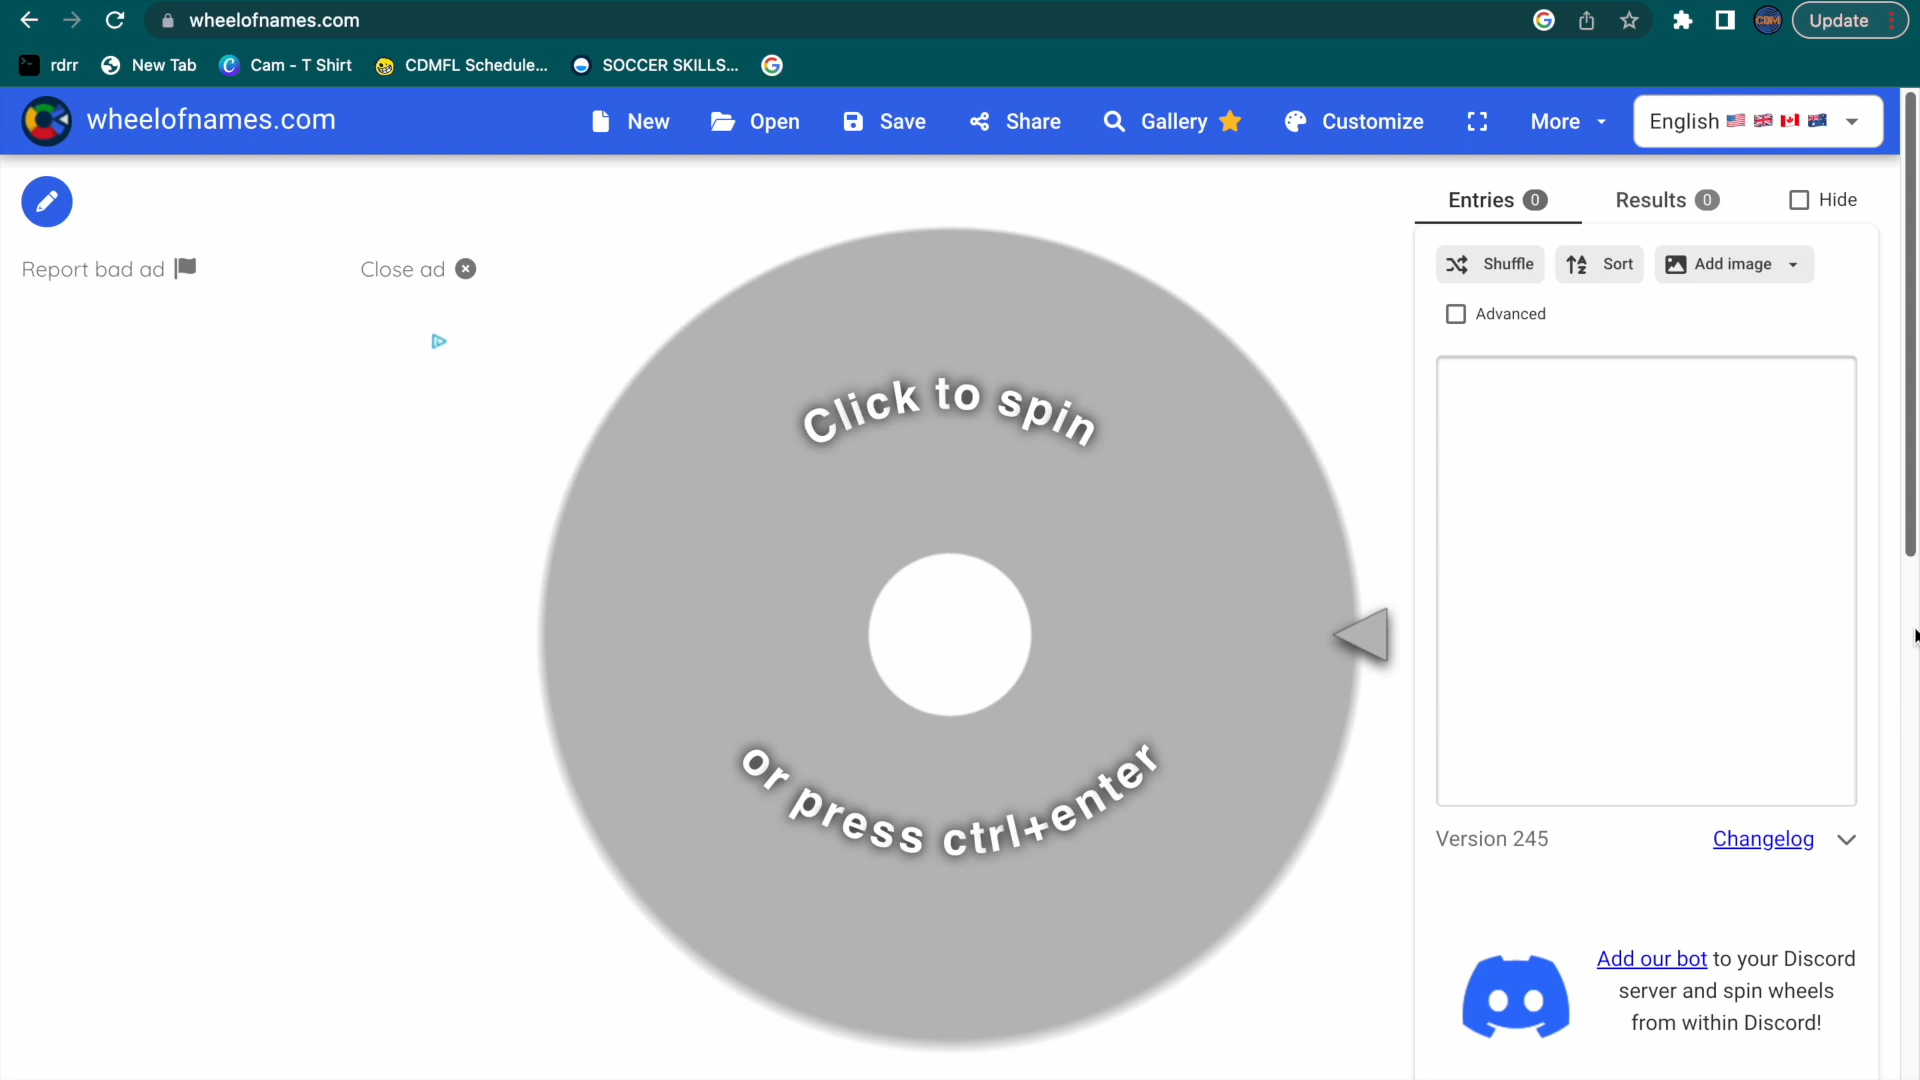 wheelofnames.com
Update
rdrr
New Tab
Cam - T Shirt
CDMFL Schedule...
SOCCER SKILLS...
wheelofnames.com
New
Open
Save
Share
Gallery
Customize
More
English
Entries 0
Results 0
Hide
Report bad ad
Close ad
Shuffle
Sort
Add image
Advanced
Click to spin
or press ctrl+enter
Version 245
Changelog
Add our bot to your Discord
server and spin wheels
from within Discord!